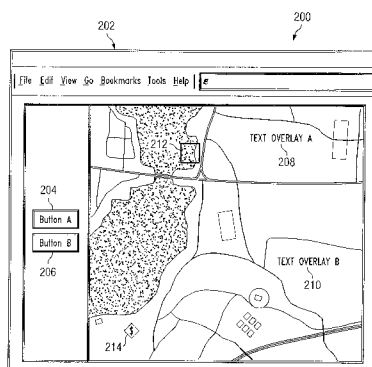 200
202
File Edit View Go Bookmarks Tools Help e
212
TEXT OVERLAY A
208
204
Button A
Button B
206
TEXT OVERLAY B
210
214 $